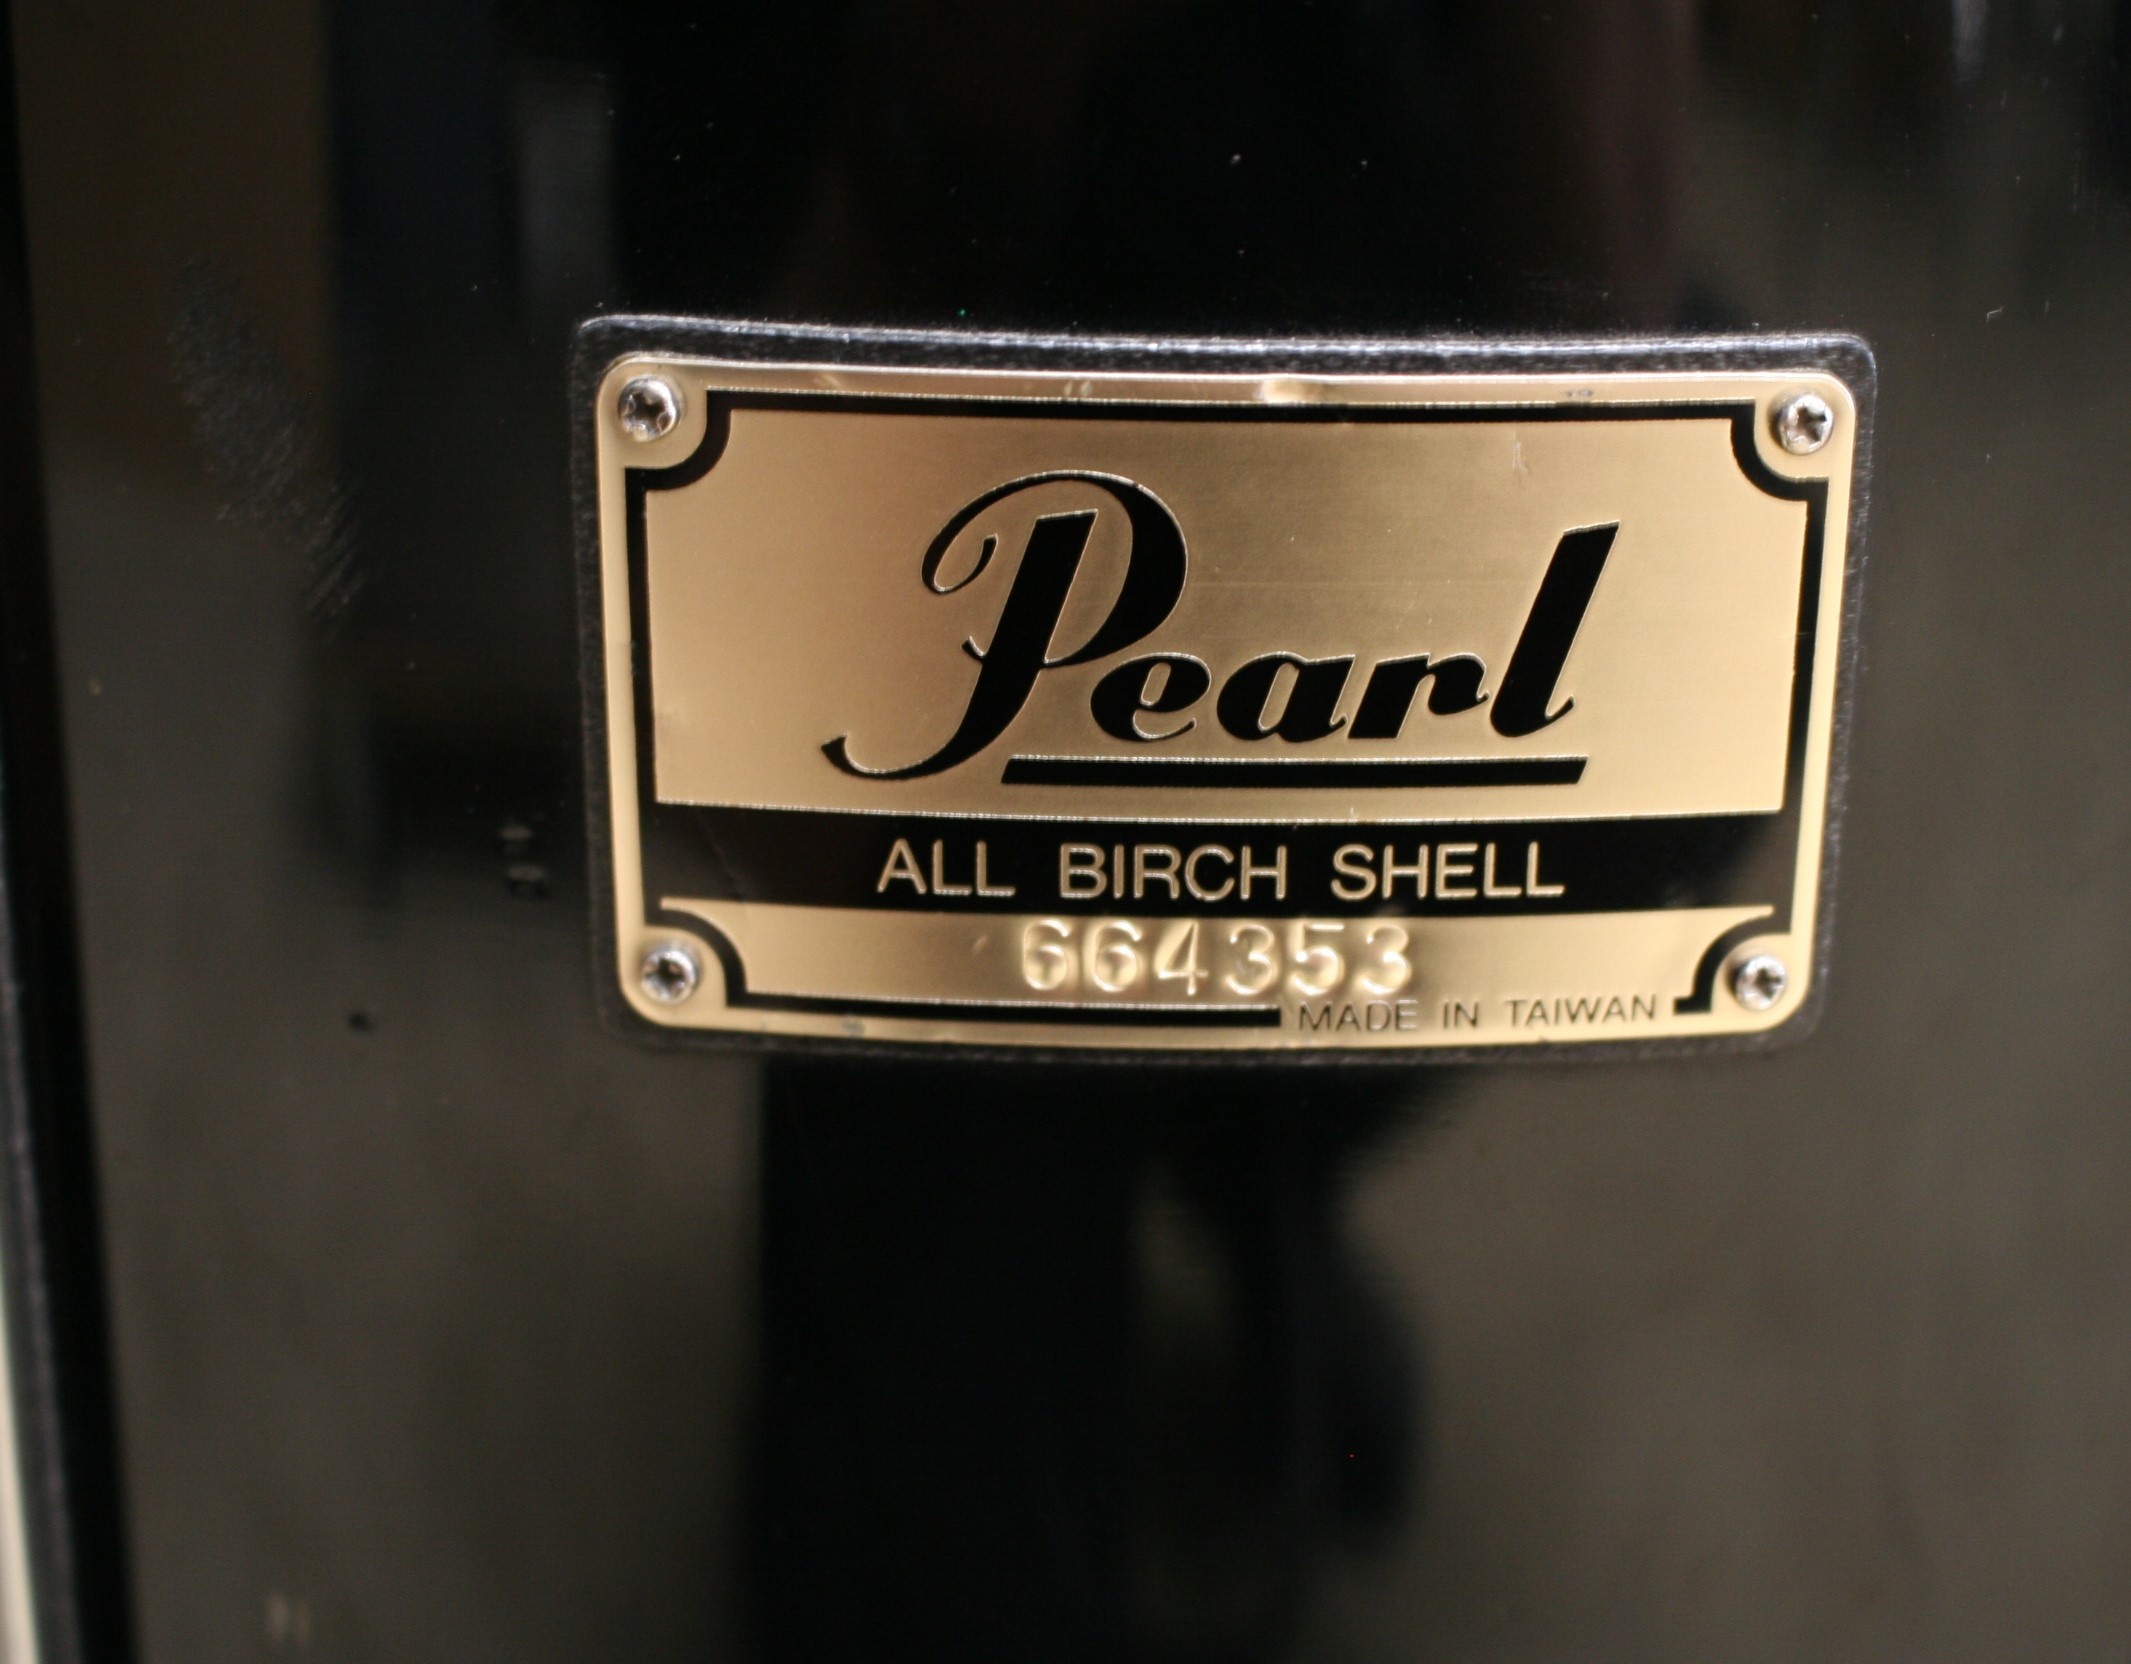 Pearl
ALL BIRCH SHELL
664353
MADE IN TAIWAN